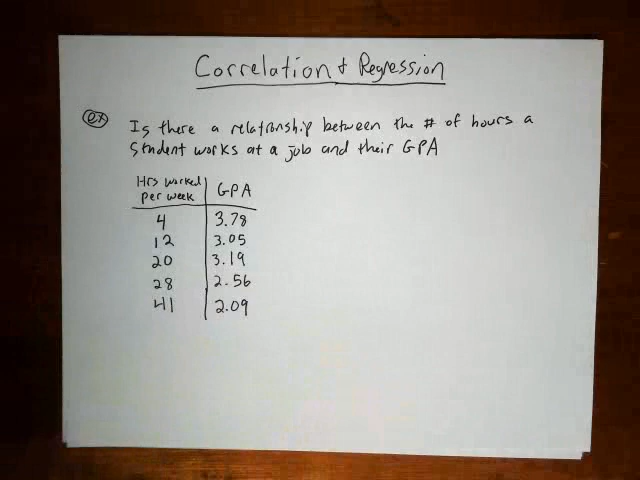 Correlation & Regression
ex Is there a relationship between the # of hours a
student works at a job and their GPA
Hrs worked per week GPA
4 3.78
12 3.05
20 3.19
28 2.56
41 2.09